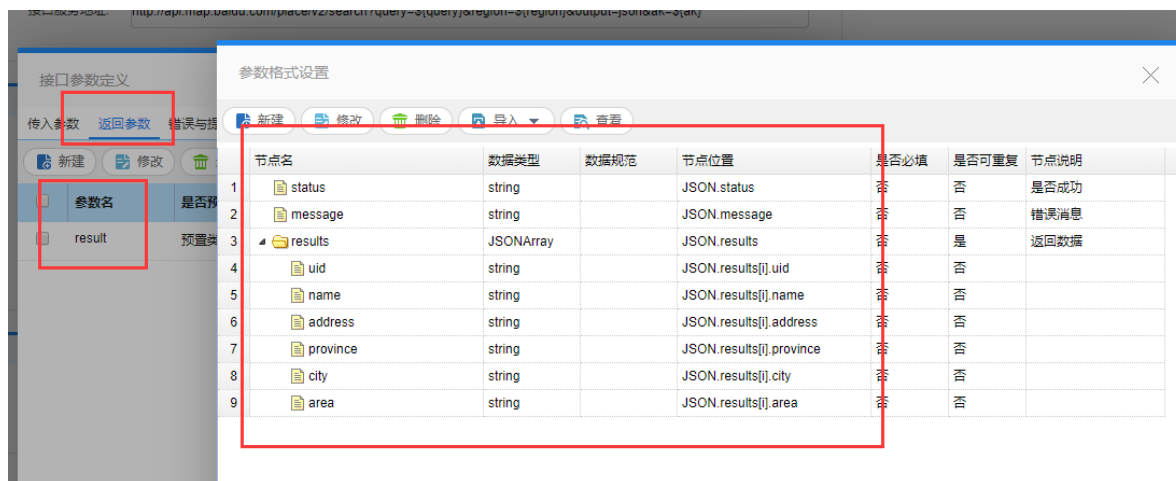 接口服务地址: http://api.map.baidu.com/place/v2/search?query=${query}&region=${region}&output=json&ak=${ak}
接口参数定义
传入参数 返回参数 错误与提
新建 修改
参数名 是否预
result 预置类
参数格式设置
新建 修改 删除 导入 查看
节点名 数据类型 数据规范 节点位置 是否必填 是否可重复 节点说明
1 status string JSON.status 否 否 是否成功
2 message string JSON.message 否 否 错误消息
3 results JSONArray JSON.results 否 是 返回数据
4 uid string JSON.results[i].uid 否 否
5 name string JSON.results[i].name 否 否
6 address string JSON.results[i].address 否 否
7 province string JSON.results[i].province 否 否
8 city string JSON.results[i].city 否 否
9 area string JSON.results[i].area 否 否